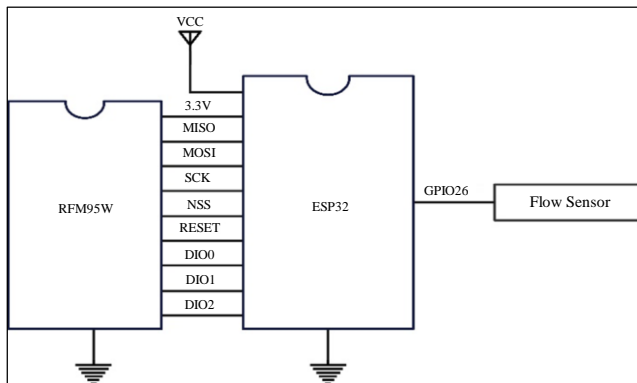 VCC
3.3V
MISO
MOSI
SCK
NSS
RESET
DIO0
DIO1
DIO2
RFM95W
ESP32
GPIO26
Flow Sensor